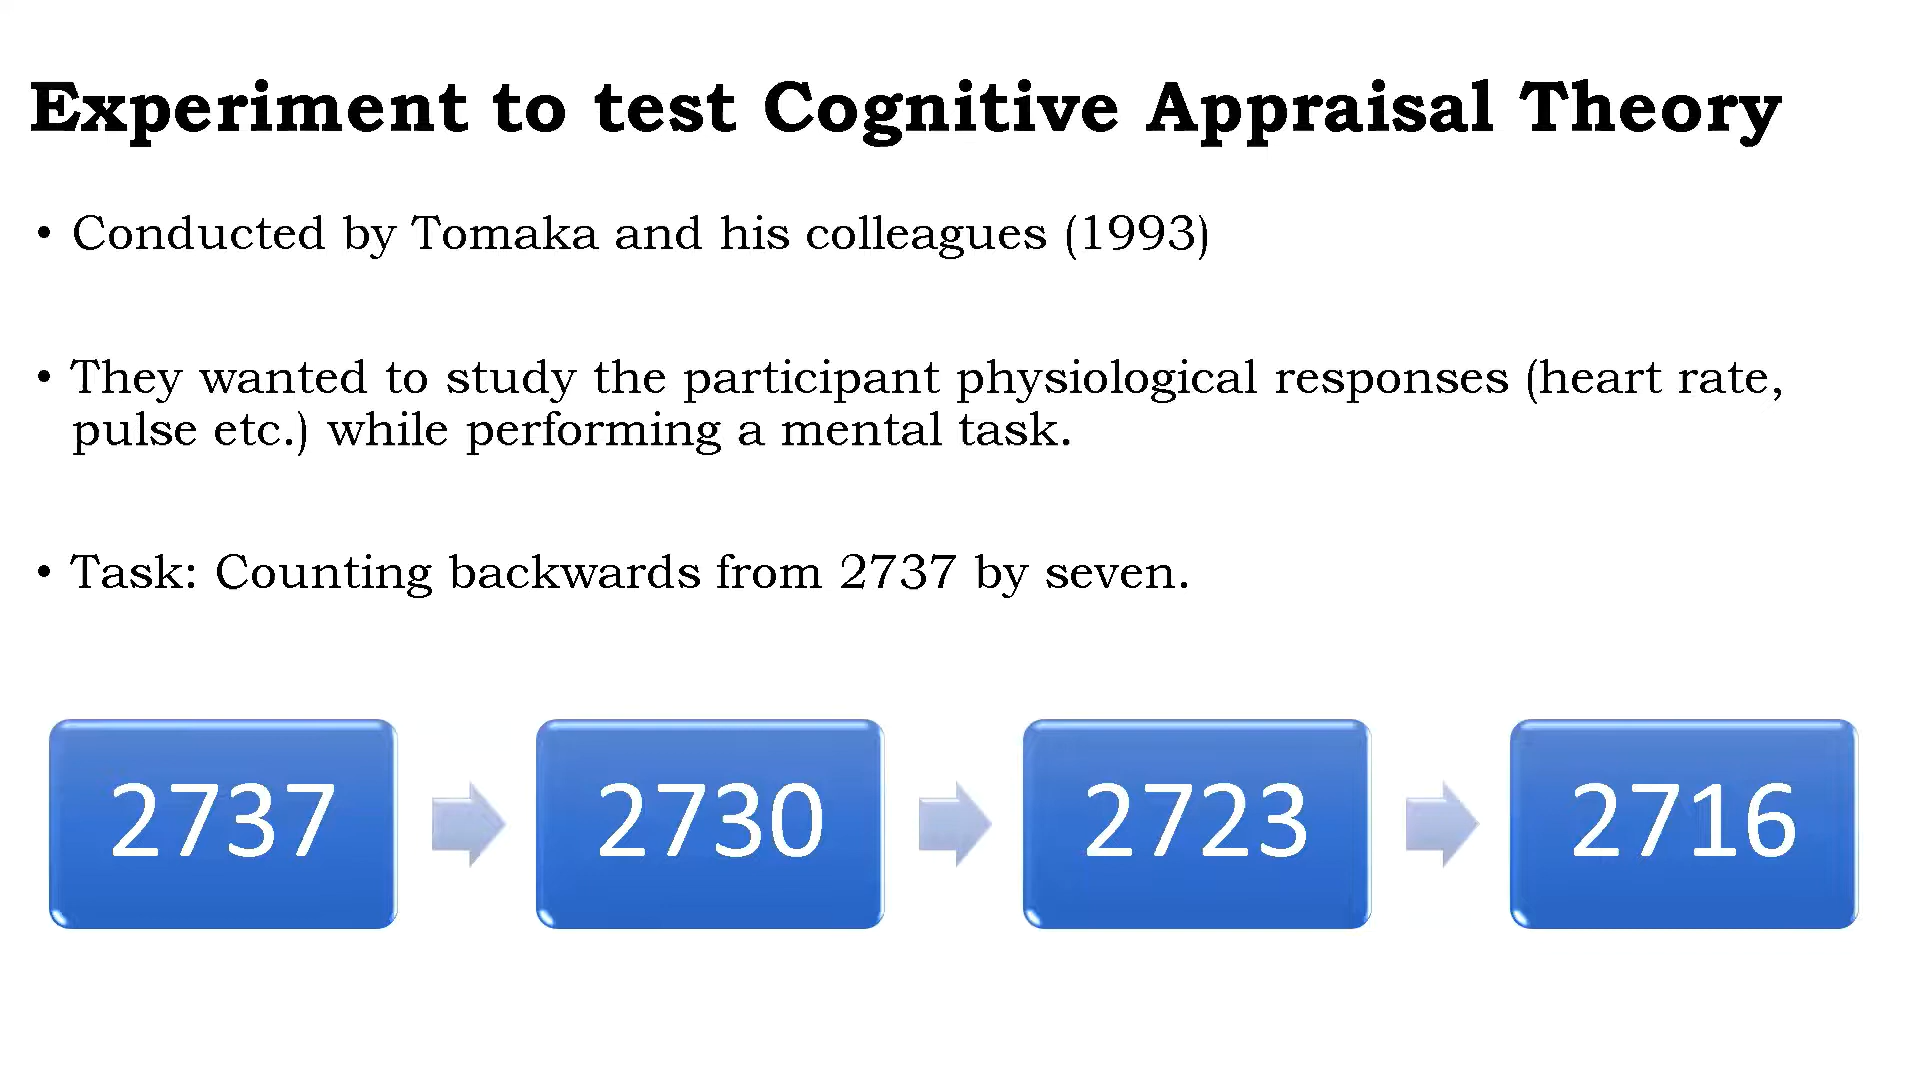 Experiment to test Cognitive Appraisal Theory
• Conducted by Tomaka and his colleagues (1993)
• They wanted to study the participant physiological responses (heart rate,
pulse etc.) while performing a mental task.
• Task: Counting backwards from 2737 by seven.
2737 2730 2723 2716